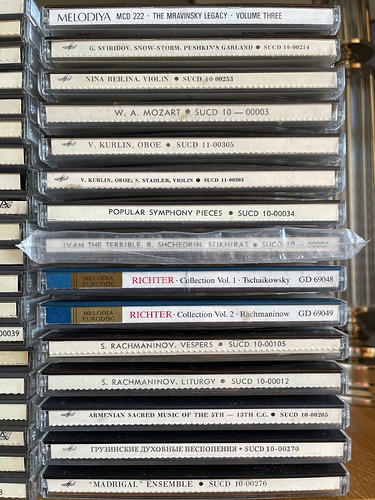 MELODIYA MCD 222 · THE MRAVINSKY LEGACY · VOLUME THREE
G. SVIRIDOV. SNOW-STORM. PUSHKIN'S GARLAND ● SUCD 10-00214
NINA BEILINA, VIOLIN ● SUCD 10-00253
W. A. MOZART ● SUCD 10 — 00003
V. KURLIN, OBOE ● SUCD 11-00305
V. KURLIN, OBOE; S. STADLER, VIOLIN ● SUCD 11-00303
POPULAR SYMPHONY PIECES ● SUCD 10-00034
IVAN THE TERRIBLE. R. SHCHEDRIN. STIKHIRAS ● SUCD 10-00007
MELODIA EURODISC RICHTER · Collection Vol. 1 · Tschaikowsky GD 69048
MELODIA EURODISC RICHTER · Collection Vol. 2 · Rachmaninow GD 69049
S. RACHMANINOV. VESPERS ● SUCD 10-00105
00039
S. RACHMANINOV. LITURGY ● SUCD 10-00012
ARMENIAN SACRED MUSIC OF THE 5TH — 13TH C.C. ● SUCD 10-00265
ГРУЗИНСКИЕ ДУХОВНЫЕ ПЕСНОПЕНИЯ • SUCD 10-00270
"MADRIGAL" ENSEMBLE ● SUCD 10-00276